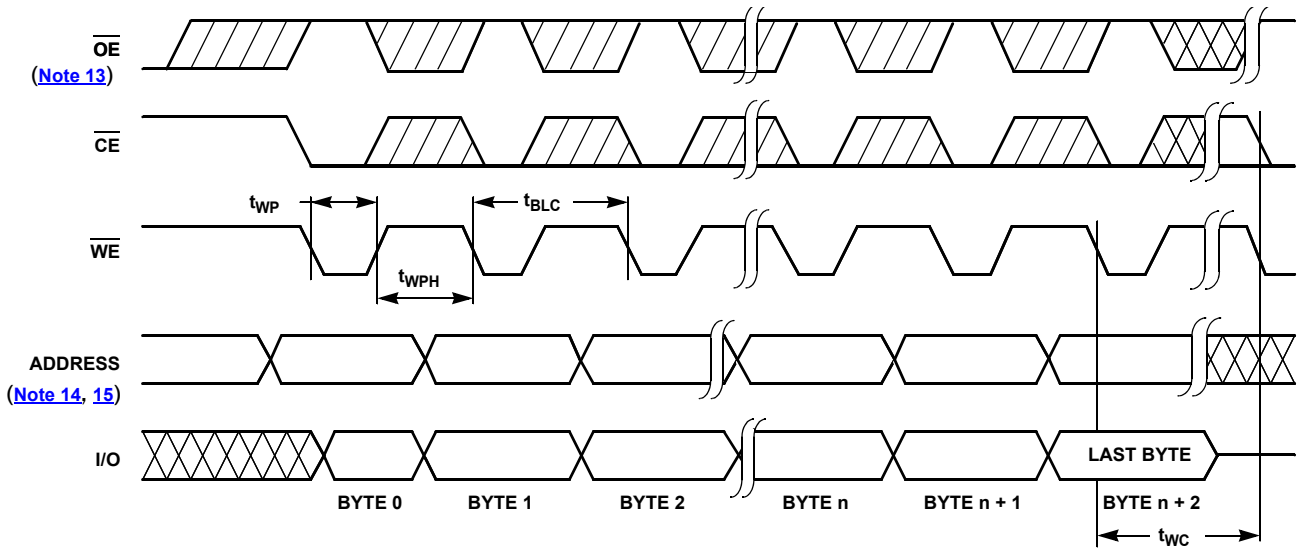 OE
(Note 13)
CE
tWP
tBLC
WE
tWPH
ADDRESS
(Note 14, 15)
I/O
LAST BYTE
BYTE 0
BYTE 1
BYTE 2
BYTE n
BYTE n + 1
BYTE n + 2
tWC